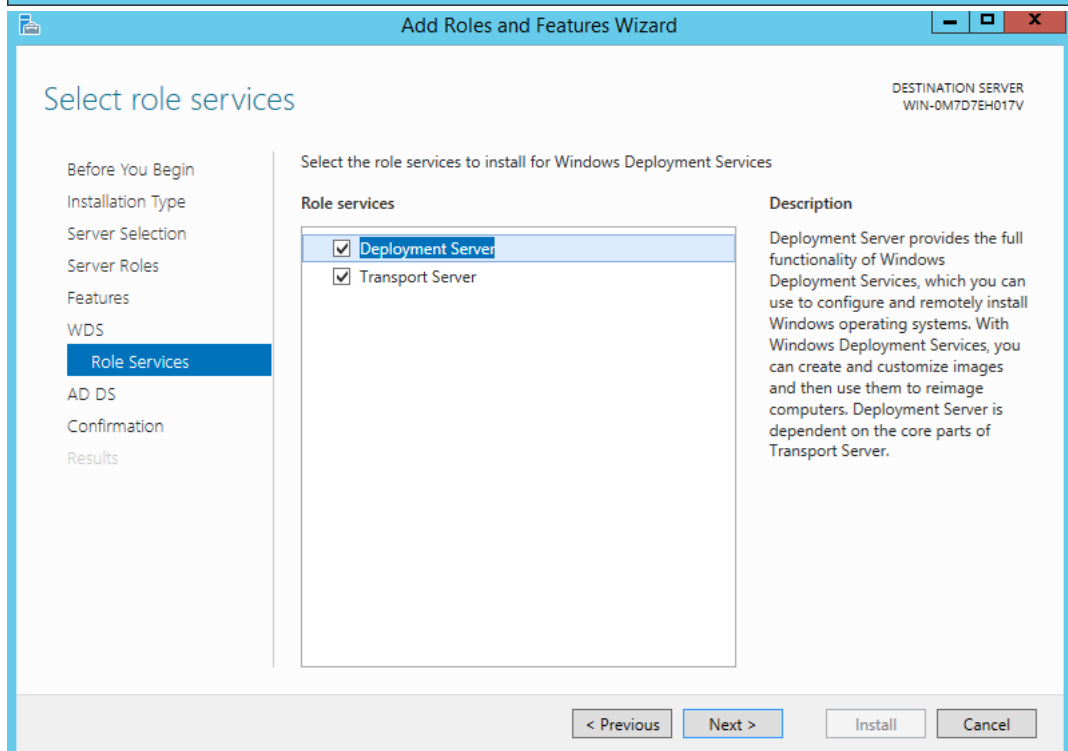 Add Roles and Features Wizard
X
Select role services
DESTINATION SERVER
WIN-0M7D7EH017V
Before You Begin
Installation Type
Server Selection
Server Roles
Features
WDS
Role Services
AD DS
Confirmation
Results
Select the role services to install for Windows Deployment Services
Role services
Deployment Server
Transport Server
Description
Deployment Server provides the full
functionality of Windows
Deployment Services, which you can
use to configure and remotely install
Windows operating systems. With
Windows Deployment Services, you
can create and customize images
and then use them to reimage
computers. Deployment Server is
dependent on the core parts of
Transport Server.
< Previous
Next >
Install
Cancel